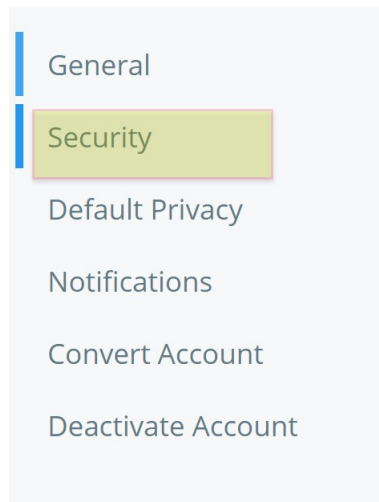 General
Security
Default Privacy
Notifications
Convert Account
Deactivate Account